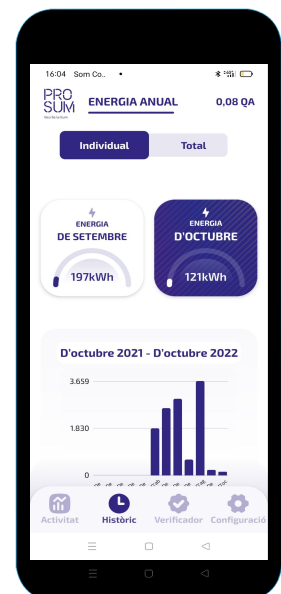 16:04 Som Co.. •
PRO
SUM
ENERGIA ANUAL
0,08 QA
Individual
Total
ENERGIA
DE SETEMBRE
197kWh
ENERGIA
D'OCTUBRE
121kWh
D'octubre 2021 - D'octubre 2022
3.659
1.830
0
Activitat
Històric
Verificador
Configuració